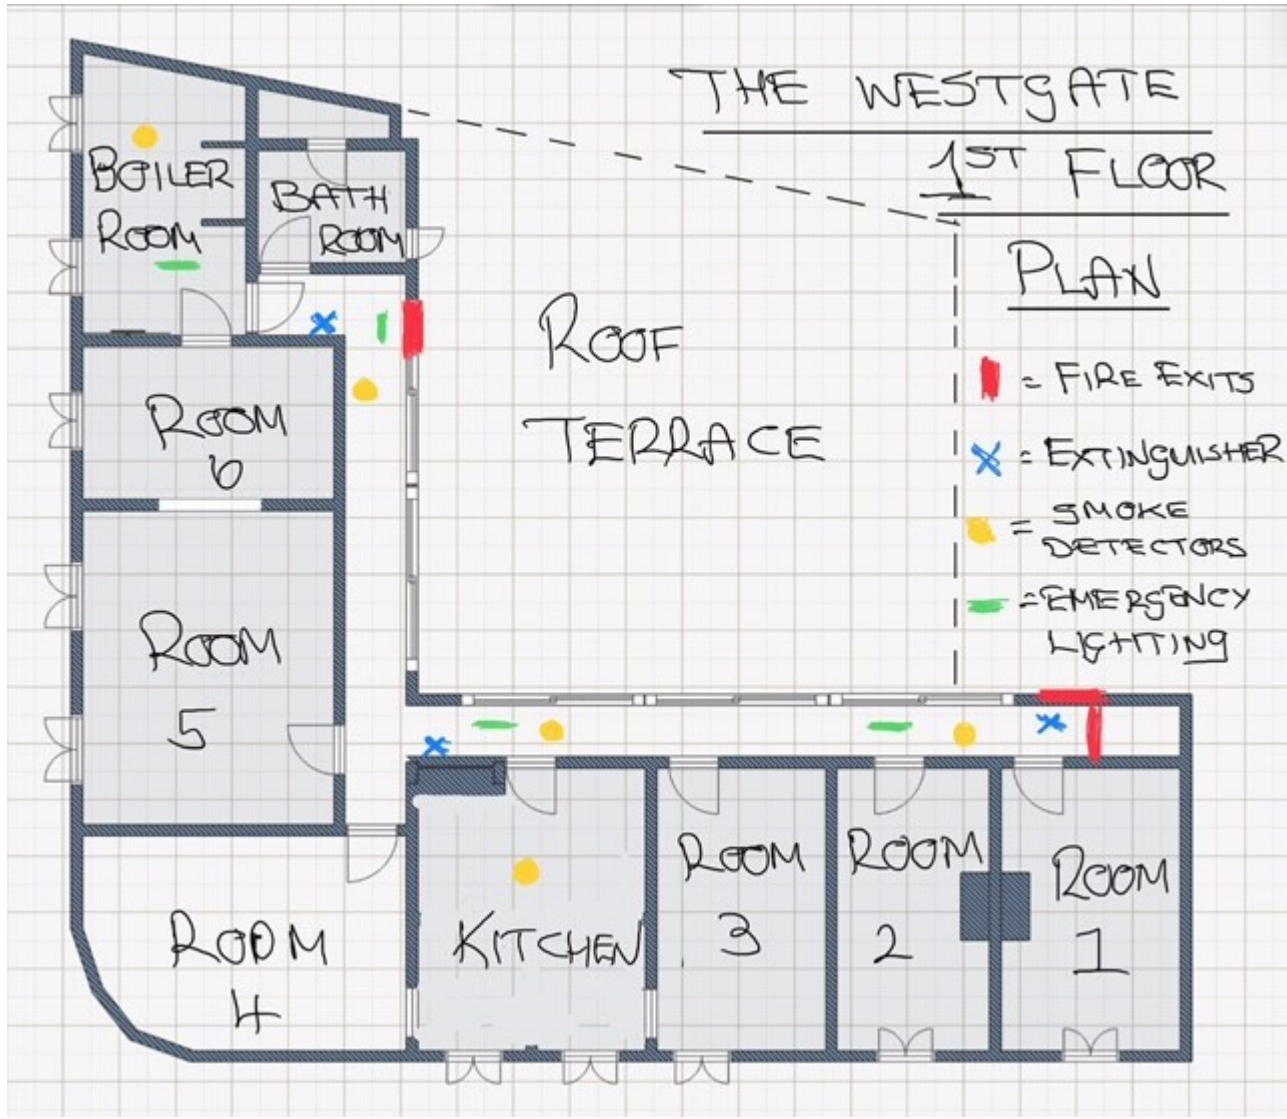 THE WESTGATE
1ST FLOOR
PLAN
= FIRE EXITS
= EXTINGUISHER
= SMOKE
DETECTORS
= EMERGENCY
LIGHTING
BOILER
ROOM
BATH
ROOM
ROOF
TERRACE
ROOM
6
ROOM
5
ROOM
4
KITCHEN
ROOM
3
ROOM
2
ROOM
1